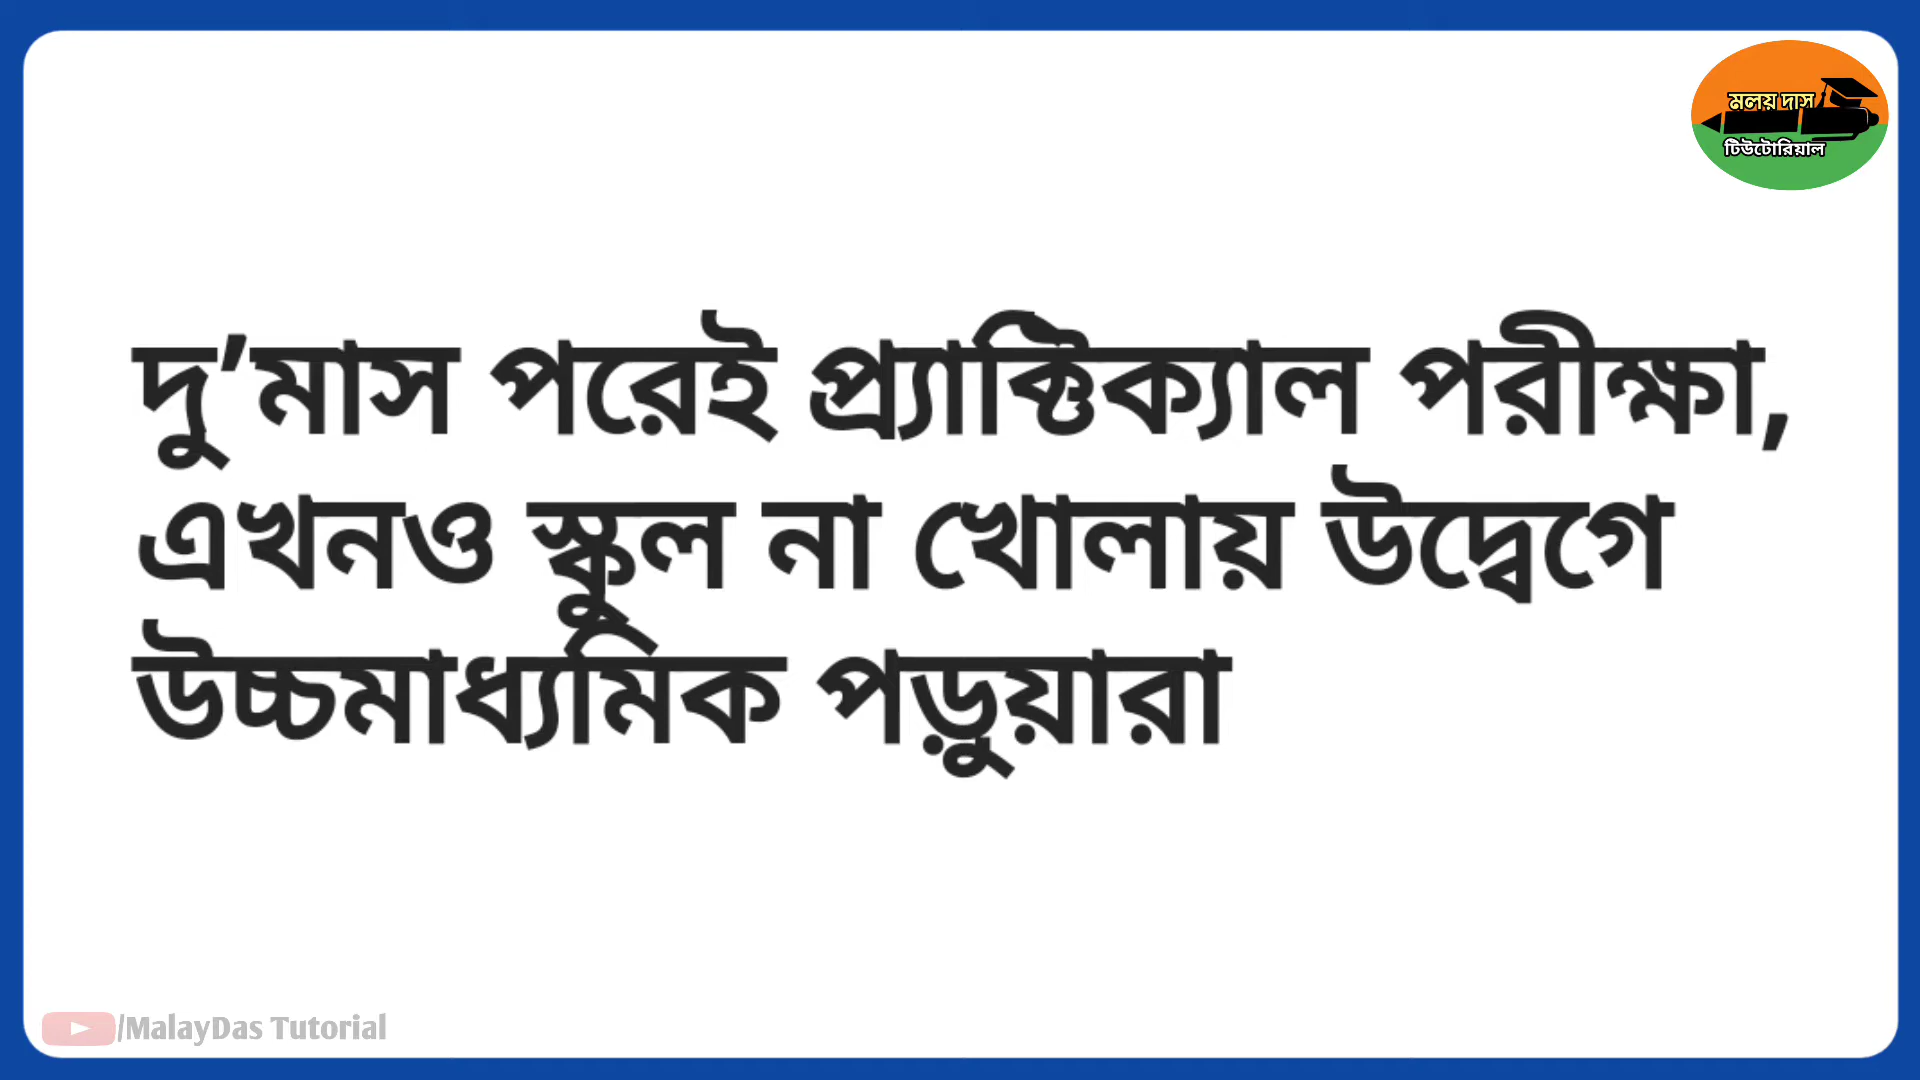 মলয় দাস
টিউটোরিয়াল
দু’মাস পরেই প্র্যাক্টিক্যাল পরীক্ষা,
এখনও স্কুল না খোলায় উদ্বেগে
উচ্চমাধ্যমিক পড়ুয়ারা
/MalayDas Tutorial